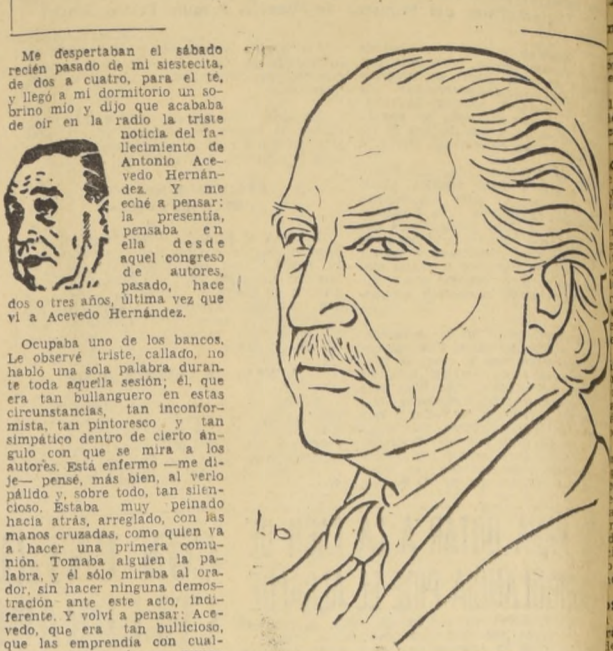 Me despertaban el sábado
recién pasado de mi siestecita,
de dos a cuatro, para el té,
y llegó a mi dormitorio un so-
brino mío y dijo que acababa
de oir en la radio la triste
noticia del fa-
llecimiento de
Antonio Ace-
vedo Hernán-
dez. Y me
eché a pensar:
la presentía,
pensaba en
ella desde
aquel congreso
de autores,
pasado, hace
dos o tres años, última vez que
vi a Acevedo Hernández.
Ocupaba uno de los bancos.
Le observé triste, callado, no
habló una sola palabra duran-
te toda aquella sesión; él, que
era tan bullanguero en estas
circunstancias, tan inconfor-
mista, tan pintoresco y tan
simpático dentro de cierto án-
gulo con que se mira a los
autores. Está enfermo —me di-
je— pensé, más bien, al verlo
pálido y, sobre todo, tan silen-
cioso. Estaba muy peinado
hacia atrás, arreglado, con las
manos cruzadas, como quien va
a hacer una primera comu-
nión. Tomaba alguien la pa-
labra, y él sólo miraba al ora-
dor, sin hacer ninguna demos-
tración ante este acto, indi-
ferente. Y volví a pensar: Ace-
vedo, que era tan bullicioso,
que las emprendía con cual-